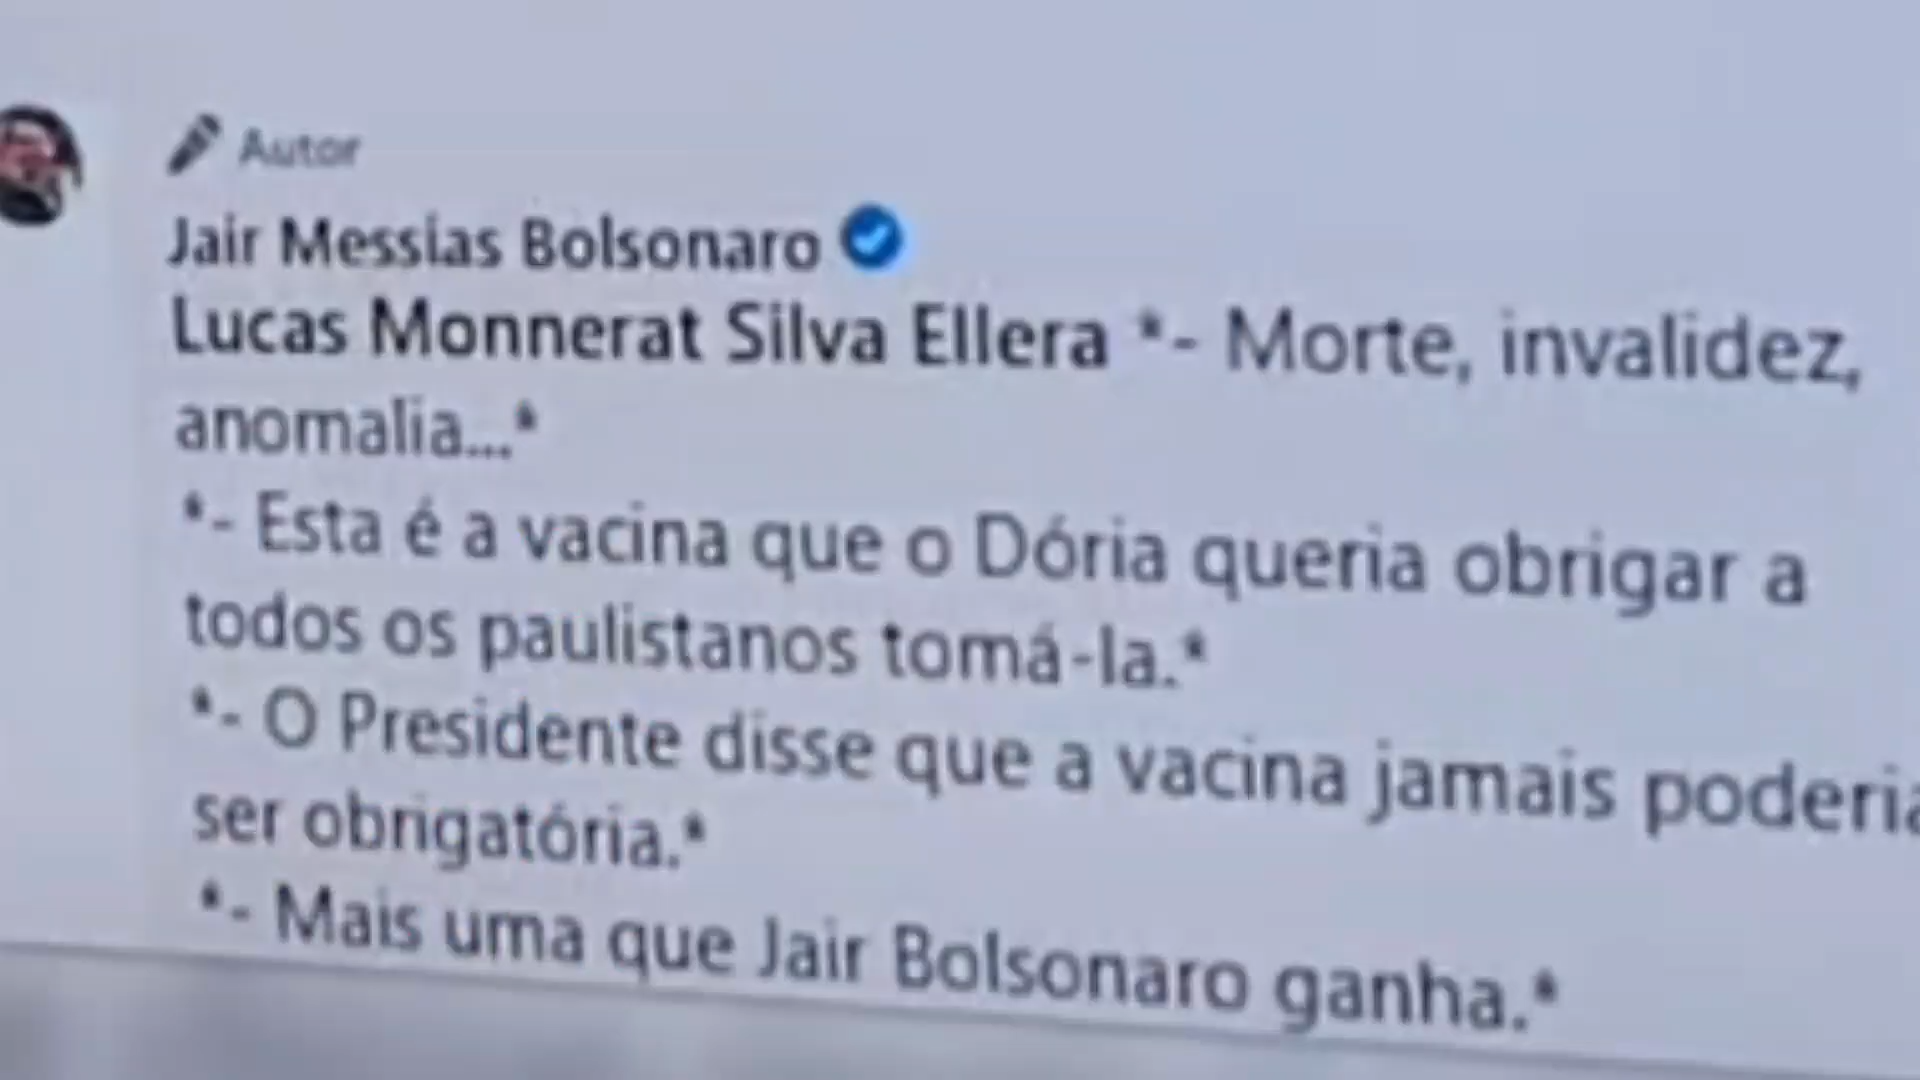 Autor
Jair Messias Bolsonaro
Lucas Monnerat Silva Ellera *- Morte, invalidez,
anomalia...*
*- Esta é a vacina que o Dória queria obrigar a
todos os paulistanos tomá-la.*
*- O Presidente disse que a vacina jamais poderia
ser obrigatória.*
*- Mais uma que Jair Bolsonaro ganha.*